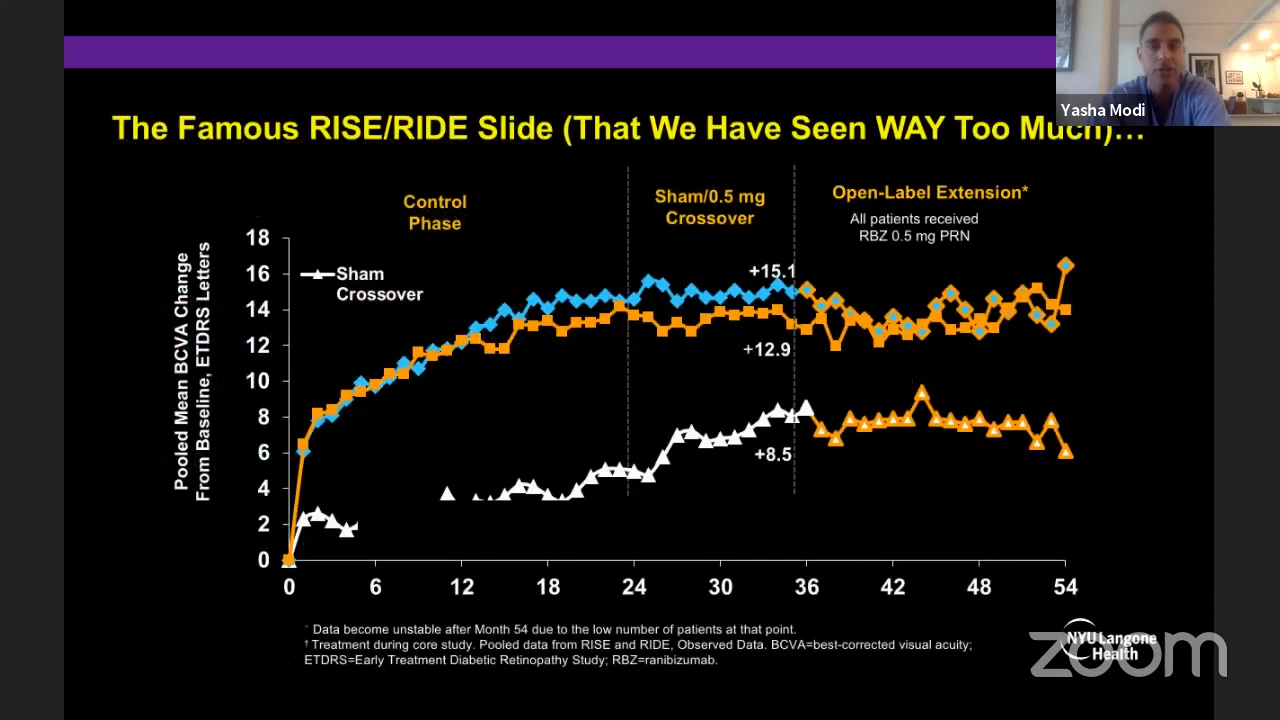 Yasha Modi
The Famous RISE/RIDE Slide (That We Have Seen WAY Too Much)…
Control
Phase
Sham/0.5 mg
Crossover
Open-Label Extension*
All patients received
RBZ 0.5 mg PRN
Pooled Mean BCVA Change
From Baseline, ETDRS Letters
18
16
14
12
10
8
6
4
2
0
Sham
Crossover
+15.1
+12.9
+8.5
0 6 12 18 24 30 36 42 48 54
* Data become unstable after Month 54 due to the low number of patients at that point.
† Treatment during core study. Pooled data from RISE and RIDE, Observed Data. BCVA=best-corrected visual acuity;
ETDRS=Early Treatment Diabetic Retinopathy Study; RBZ=ranibizumab.
NYU Langone
Health
zoom